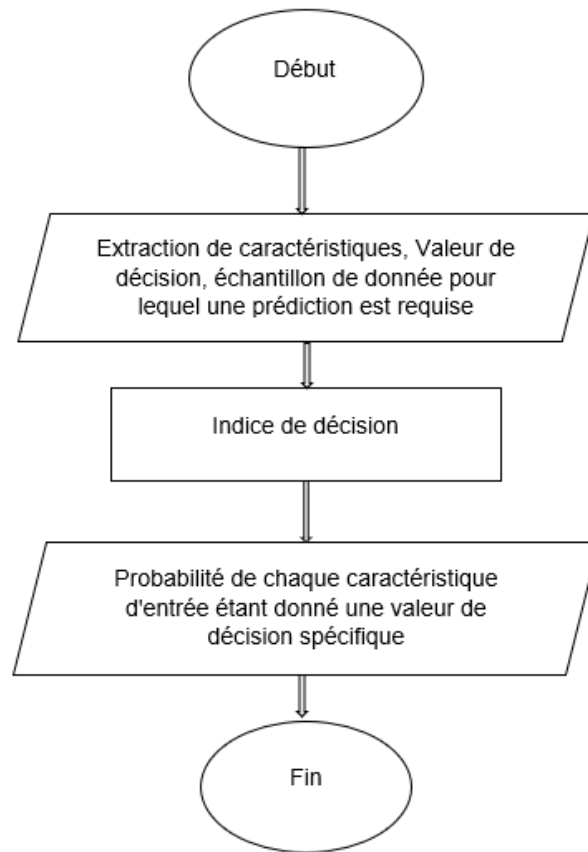 Début
Extraction de caractéristiques, Valeur de
décision, échantillon de donnée pour
lequel une prédiction est requise
Indice de décision
Probabilité de chaque caractéristique
d'entrée étant donné une valeur de
décision spécifique
Fin